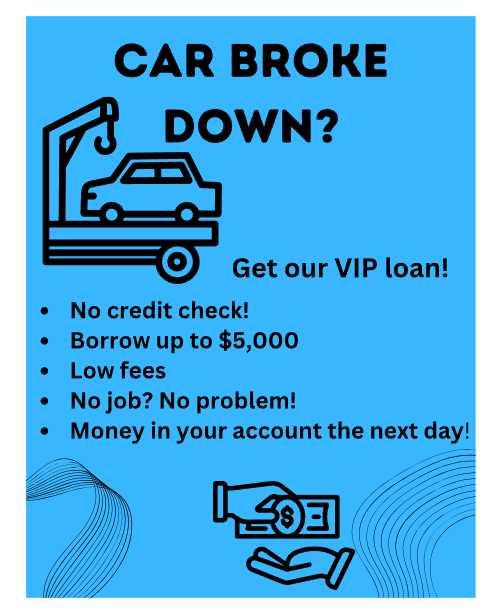 CAR BROKE
DOWN?
Get our VIP loan!
• No credit check!
• Borrow up to $5,000
• Low fees
• No job? No problem!
• Money in your account the next day!
$